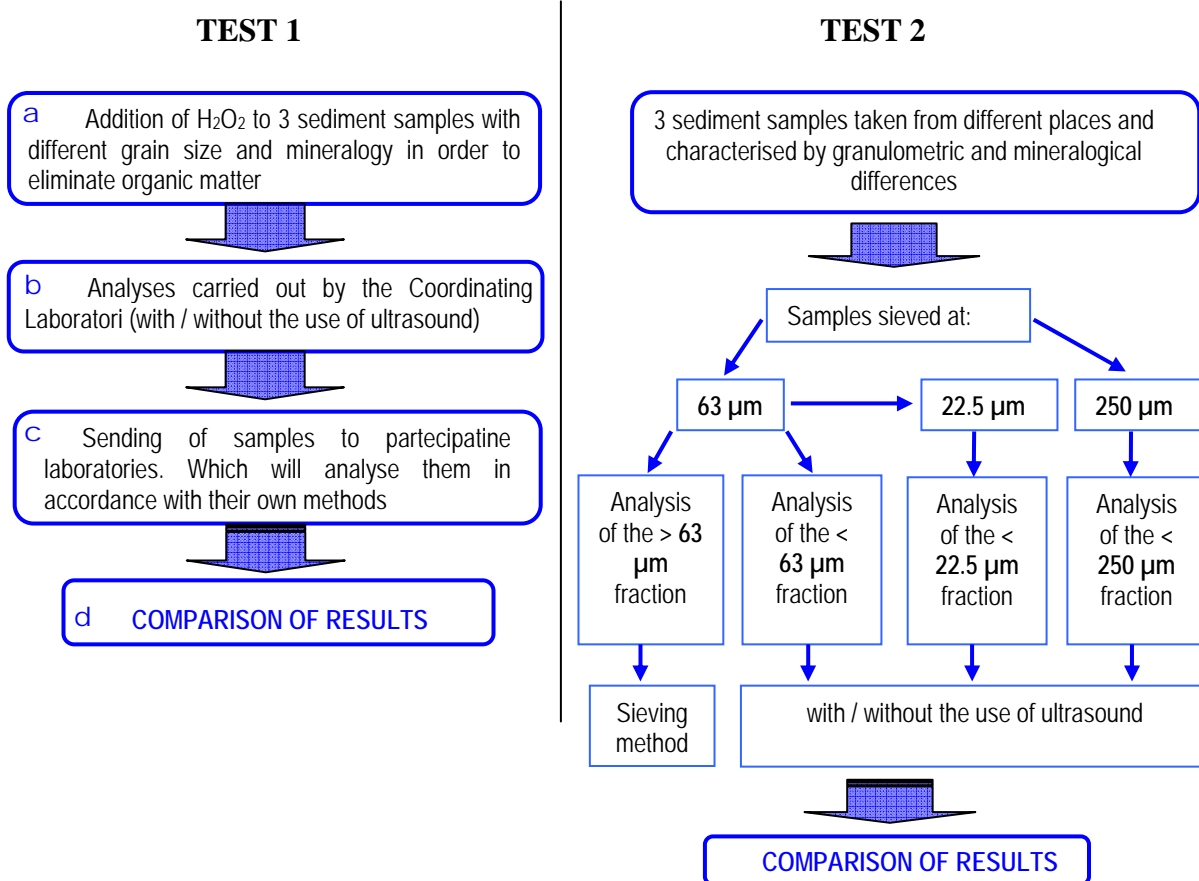 TEST 1
a Addition of H₂O₂ to 3 sediment samples with
different grain size and mineralogy in order to
eliminate organic matter
b Analyses carried out by the Coordinating
Laboratori (with / without the use of ultrasound)
c Sending of samples to partecipatine
laboratories. Which will analyse them in
accordance with their own methods
d COMPARISON OF RESULTS
TEST 2
3 sediment samples taken from different places and
characterised by granulometric and mineralogical
differences
Samples sieved at:
63 µm
22.5 µm
250 µm
Analysis
of the > 63
µm
fraction
Analysis
of the <
63 µm
fraction
Analysis
of the <
22.5 µm
fraction
Analysis
of the <
250 µm
fraction
Sieving
method
with / without the use of ultrasound
COMPARISON OF RESULTS